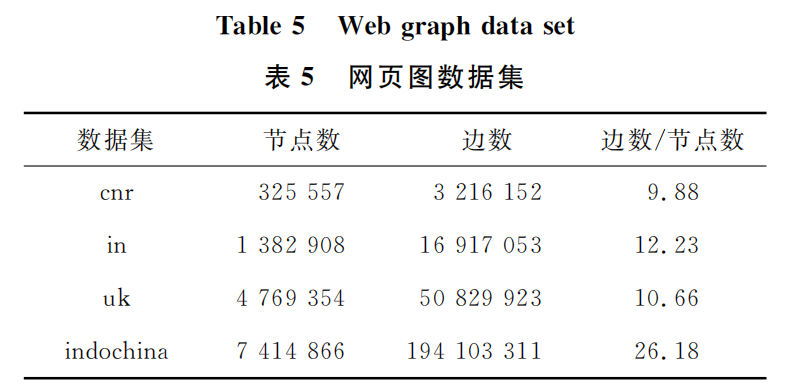 Table 5 Web graph data set
表 5 网页图数据集
数据集 节点数 边数 边数/节点数
cnr 325 557 3 216 152 9.88
in 1 382 908 16 917 053 12.23
uk 4 769 354 50 829 923 10.66
indochina 7 414 866 194 103 311 26.18